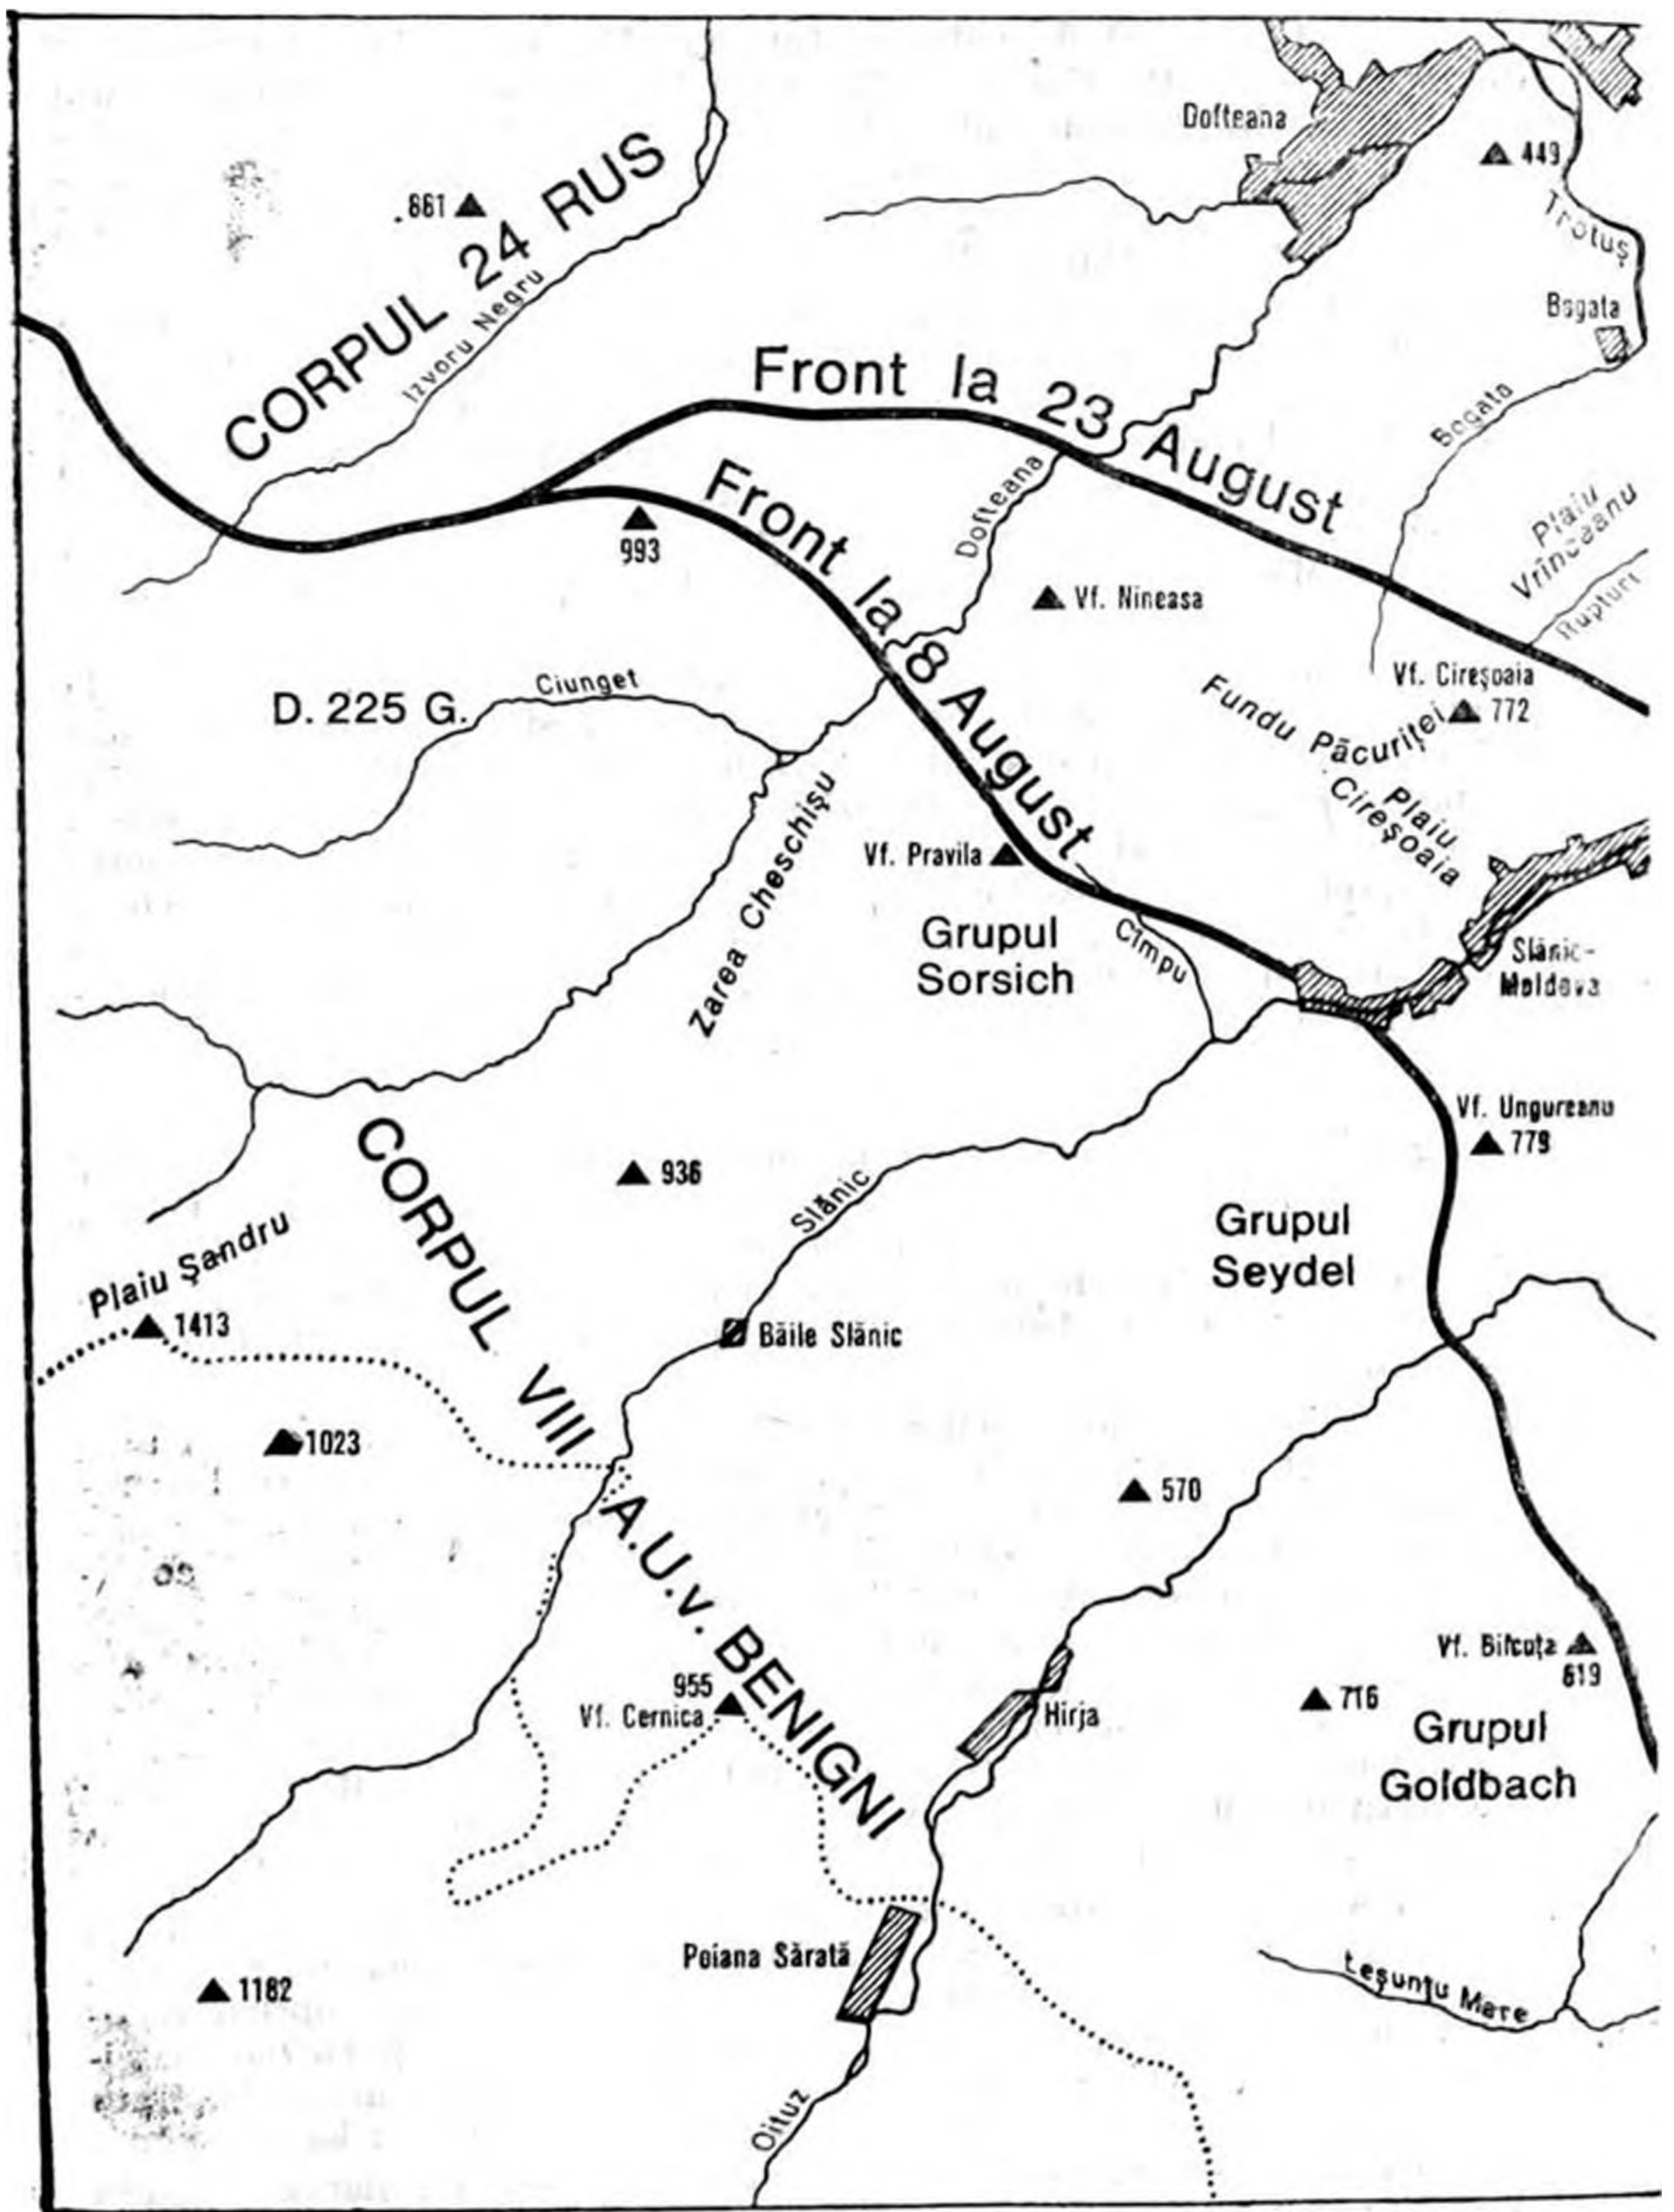 Dofteana
449
Trotuș
861
CORPUL 24 RUS
Izvoru Negru
Bogata
Front la 23 August
Bogata
Dofteana
Plaiu
Vrînceanu
Rupturi
Front la 8 August
993
Vf. Nineasa
Vf. Cireșoaia
772
Fundu Păcuriței
D. 225 G.
Ciunget
Plaiu
Cireșoaia
Zarea Cheschișu
Vf. Pravila
Grupul
Sorsich
Cîmpu
Slănic-
Moldova
Vf. Ungureanu
779
CORPUL VIII A.U.v. BENIGNI
936
Slănic
Grupul
Seydel
Plaiu Șandru
1413
Băile Slănic
1023
570
955
Vf. Cernica
Hîrja
716
Vf. Bîlcuța
619
Grupul
Goldbach
Poiana Sărată
1182
Leșunțu Mare
Oituz